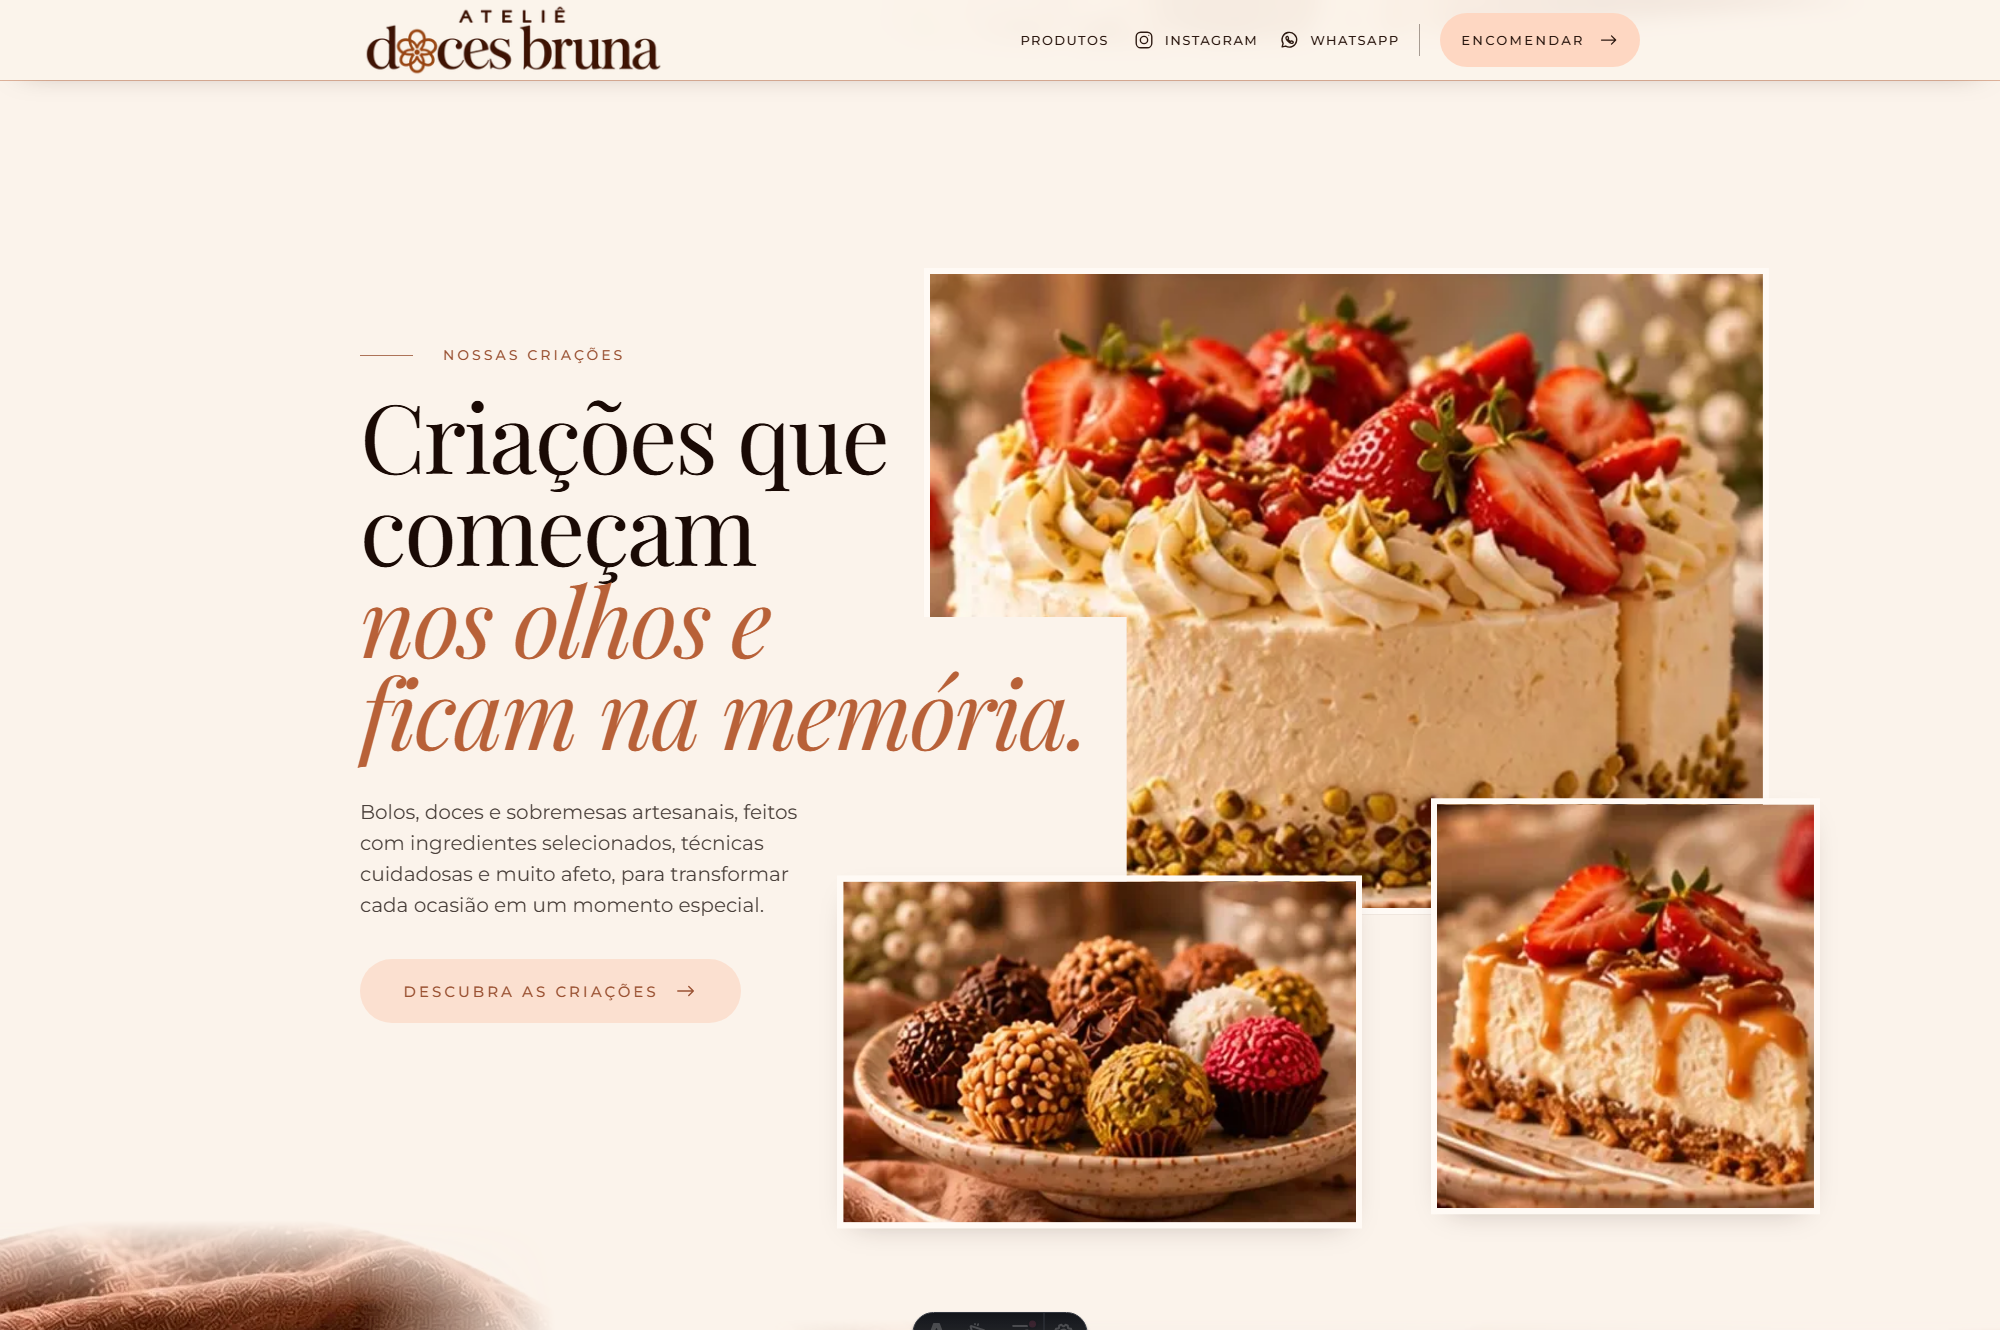 ATELIÊ
doces bruna
PRODUTOS
INSTAGRAM
WHATSAPP
ENCOMENDAR
NOSSAS CRIAÇÕES
Criações que
começam
nos olhos e
ficam na memória.
Bolos, doces e sobremesas artesanais, feitos
com ingredientes selecionados, técnicas
cuidadosas e muito afeto, para transformar
cada ocasião em um momento especial.
DESCUBRA AS CRIAÇÕES